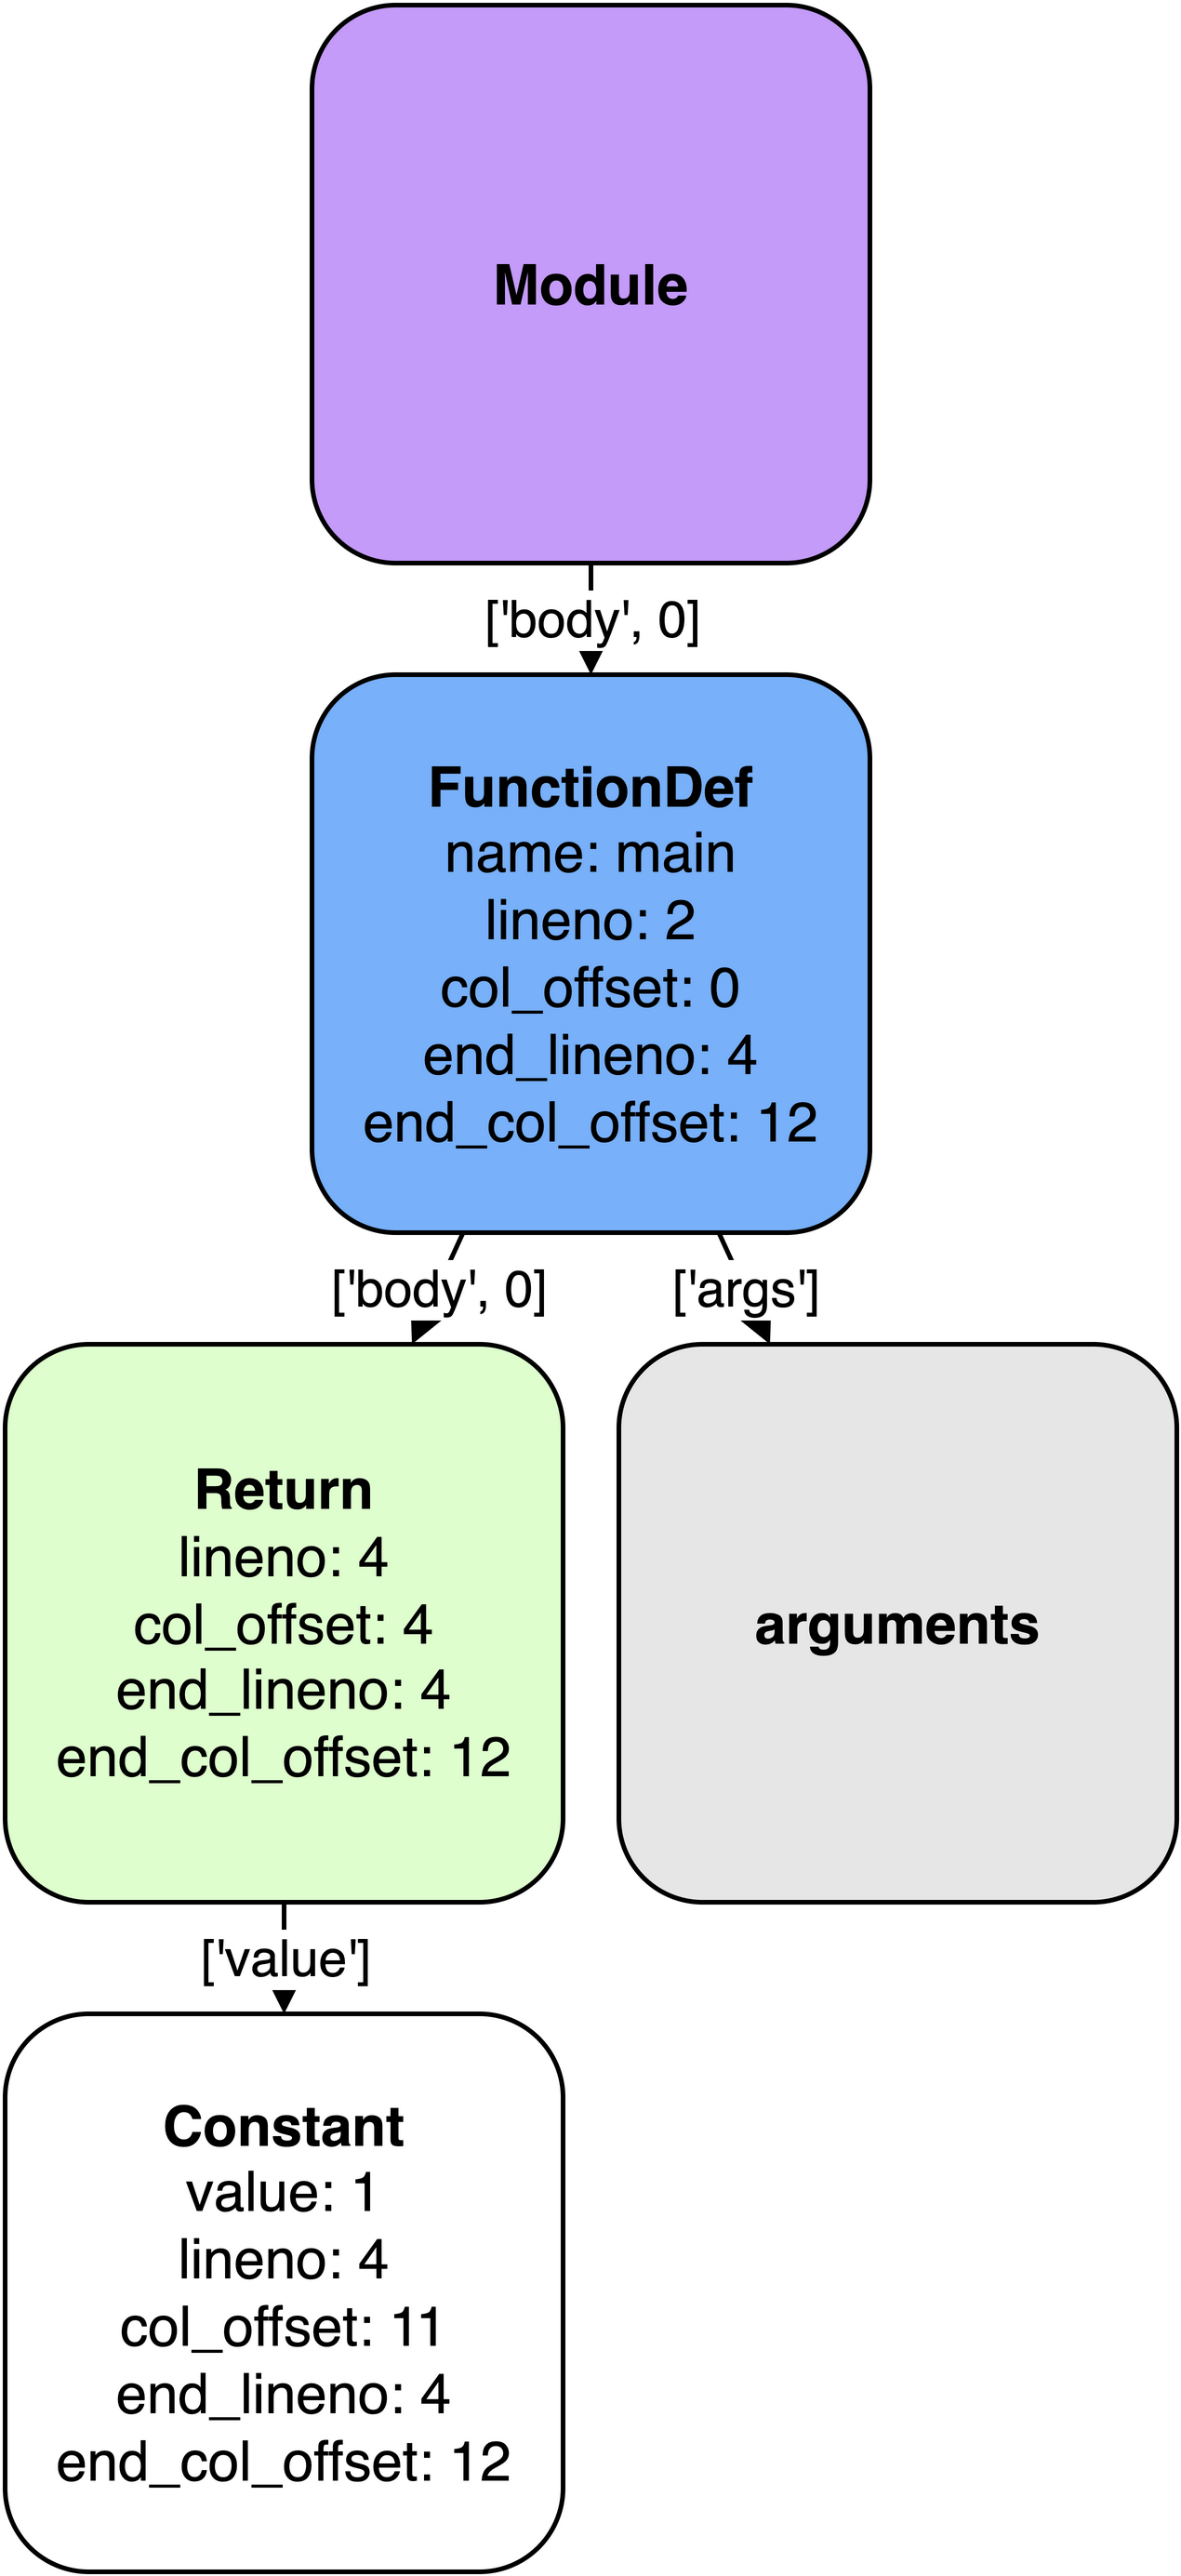 Module
['body', 0]
FunctionDef
name: main
lineno: 2
col_offset: 0
end_lineno: 4
end_col_offset: 12
['body', 0]
['args']
Return
lineno: 4
col_offset: 4
end_lineno: 4
end_col_offset: 12
arguments
['value']
Constant
value: 1
lineno: 4
col_offset: 11
end_lineno: 4
end_col_offset: 12